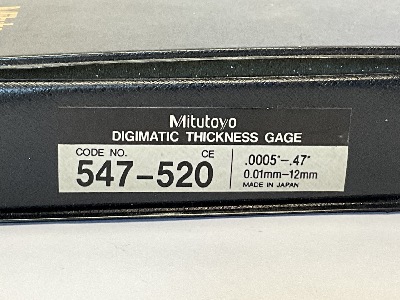 Mitutoyo
DIGIMATIC THICKNESS GAGE
CODE NO. CE
547-520
.0005"-.47"
0.01mm-12mm
MADE IN JAPAN